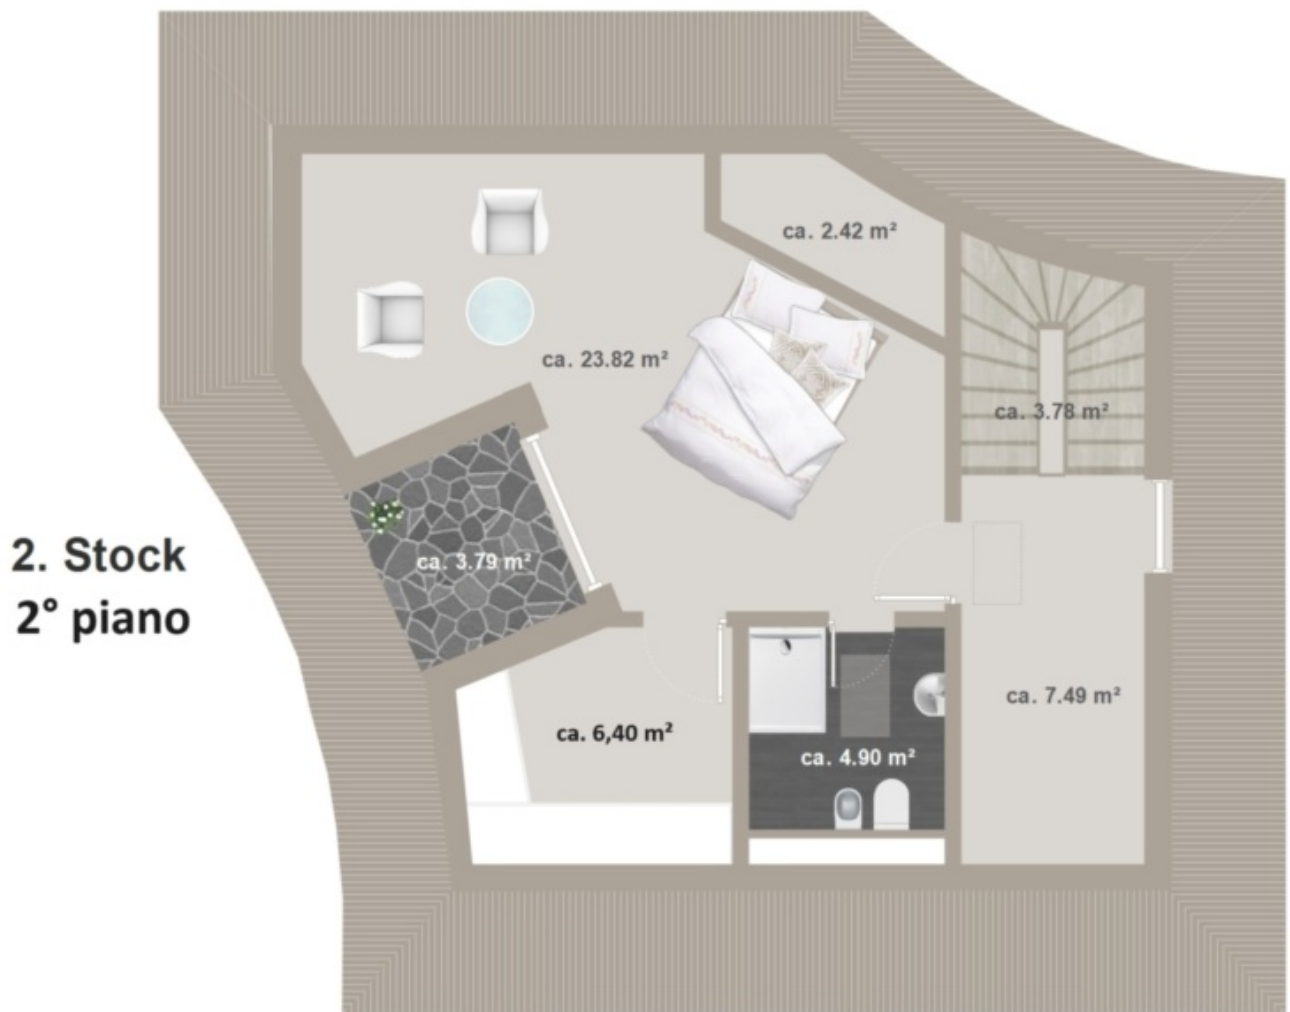 ca. 2.42 m²
ca. 23.82 m²
ca. 3.78 m²
2. Stock
2° piano
ca. 3.79 m²
ca. 7.49 m²
ca. 6,40 m²
ca. 4.90 m²